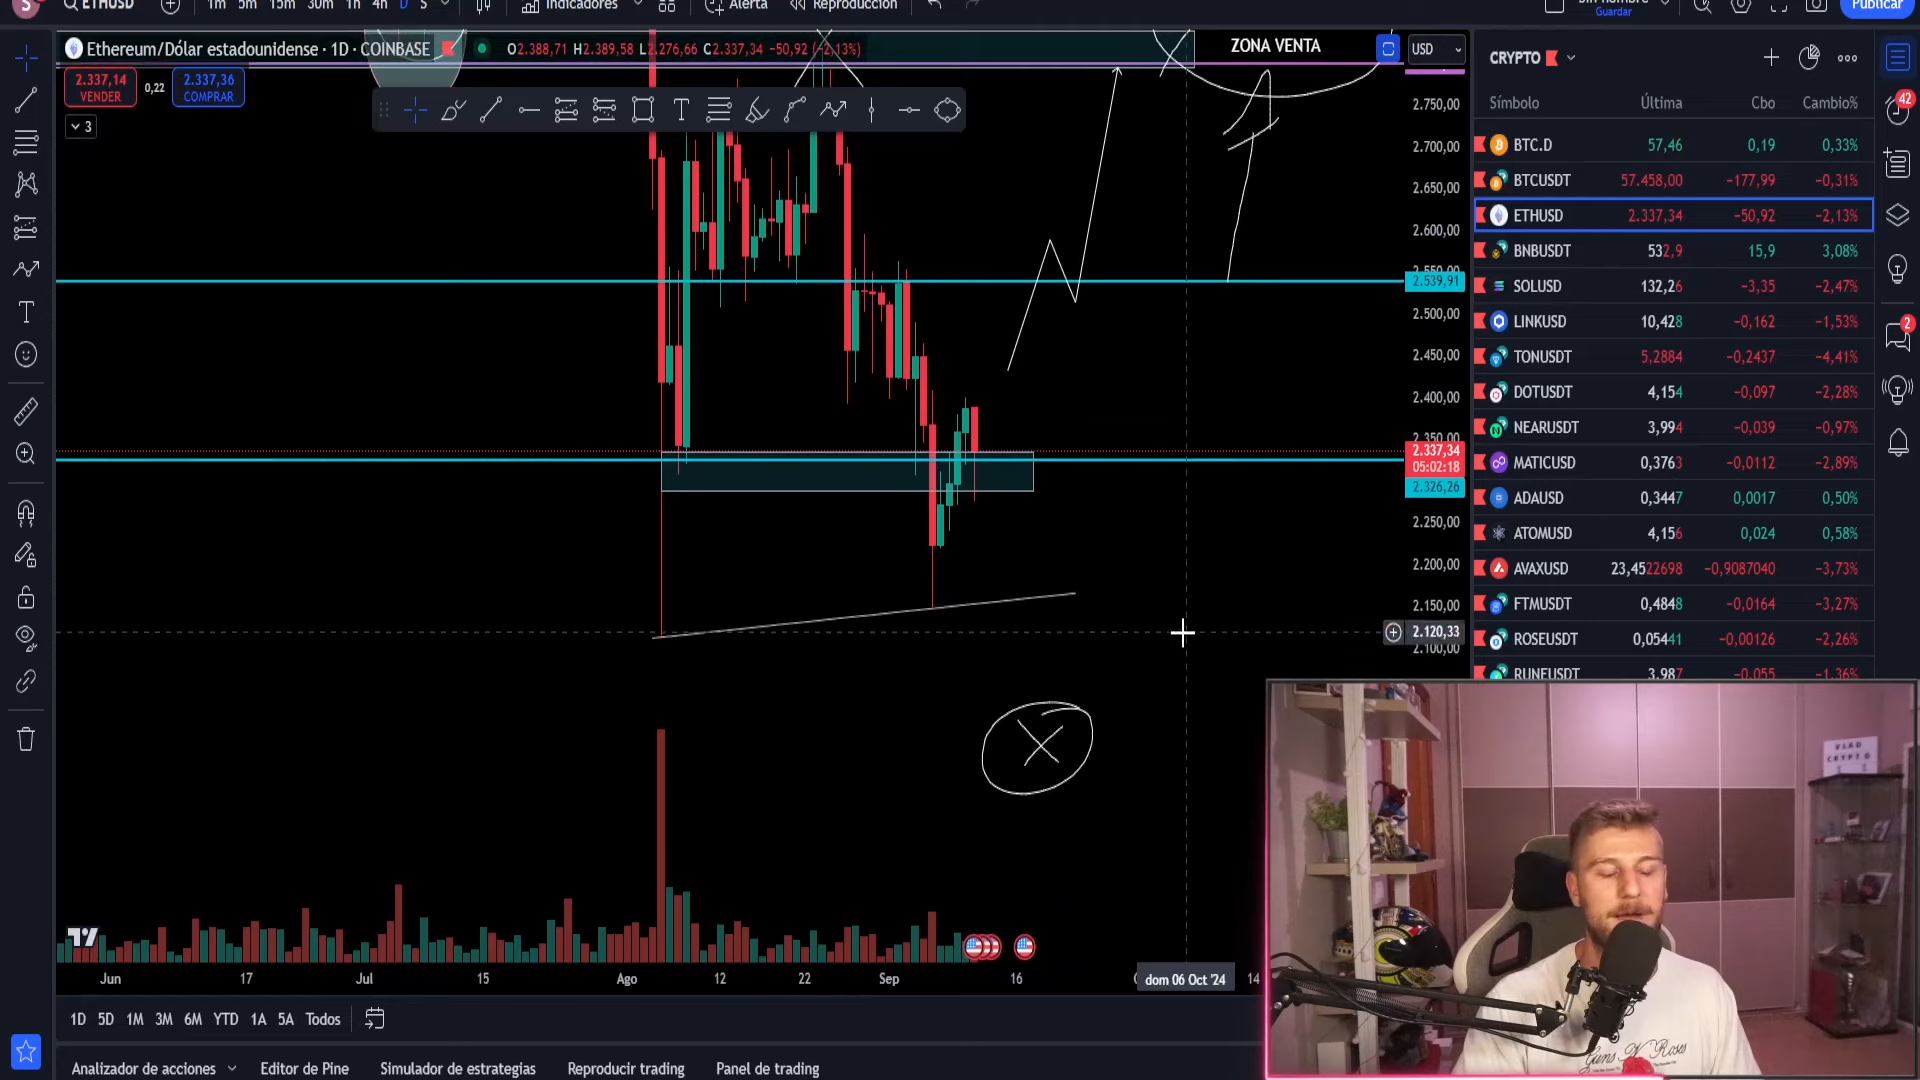 ETHUSD
1m 5m 15m 30m 1h 4h D S
Indicadores
Alerta
Reproducción
Guardar
Publicar
Ethereum/Dólar estadounidense · 1D · COINBASE
O2.388,71 H2.389,58 L2.276,66 C2.337,34 −50,92 (−2,13%)
2.337,14
VENDER
0,22
2.337,36
COMPRAR
3
ZONA VENTA
USD
2.750,00
2.700,00
2.650,00
2.600,00
2.550,00
2.539,91
2.500,00
2.450,00
2.400,00
2.350,00
2.337,34
05:02:18
2.326,26
2.250,00
2.200,00
2.150,00
2.120,33
2.100,00
Jun 17 Jul 15 Ago 12 22 Sep 16 dom 06 Oct '24 14
1D 5D 1M 3M 6M YTD 1A 5A Todos
Analizador de acciones
Editor de Pine
Simulador de estrategias
Reproducir trading
Panel de trading
CRYPTO
Símbolo Última Cbo Cambio%
BTC.D 57,46 0,19 0,33%
BTCUSDT 57.458,00 −177,99 −0,31%
ETHUSD 2.337,34 −50,92 −2,13%
BNBUSDT 532,9 15,9 3,08%
SOLUSD 132,26 −3,35 −2,47%
LINKUSD 10,428 −0,162 −1,53%
TONUSDT 5,2884 −0,2437 −4,41%
DOTUSDT 4,154 −0,097 −2,28%
NEARUSDT 3,994 −0,039 −0,97%
MATICUSD 0,3763 −0,0112 −2,89%
ADAUSD 0,3447 0,0017 0,50%
ATOMUSD 4,156 0,024 0,58%
AVAXUSD 23,4522698 −0,9087040 −3,73%
FTMUSDT 0,4848 −0,0164 −3,27%
ROSEUSDT 0,05441 −0,00126 −2,26%
RUNEUSDT 3,987 −0,055 −1,36%
42
2
VLAD
CRYPTO
Guns N' Roses